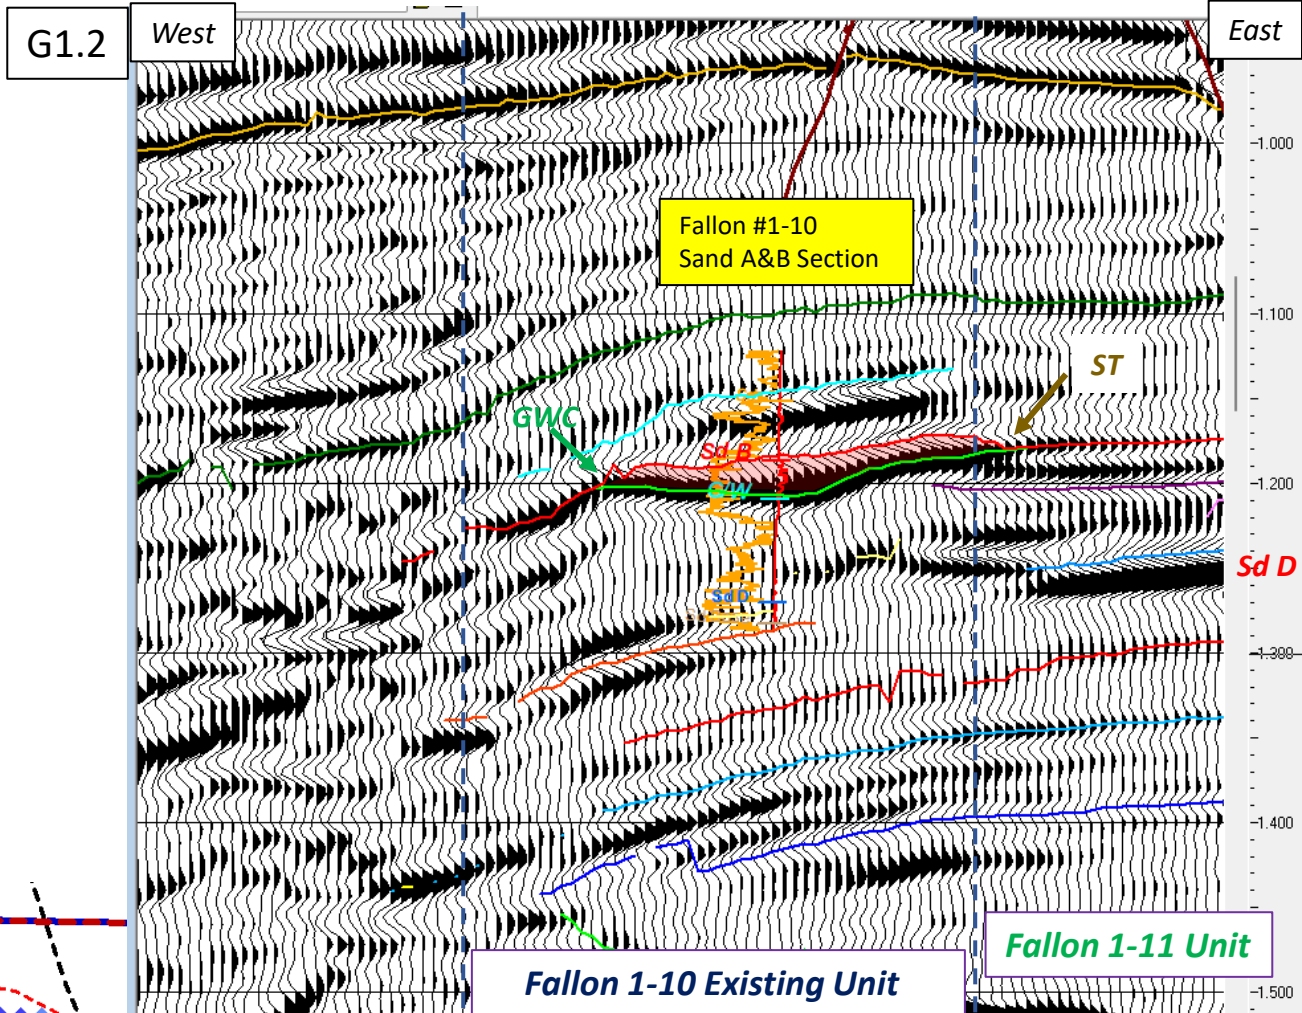 G1.2
West
East
1.000
Fallon #1-10
Sand A&B Section
1.100
ST
GWC
Sd B
G/W
1.200
Sd D
Sd D
1.300
1.400
Fallon 1-11 Unit
Fallon 1-10 Existing Unit
1.500